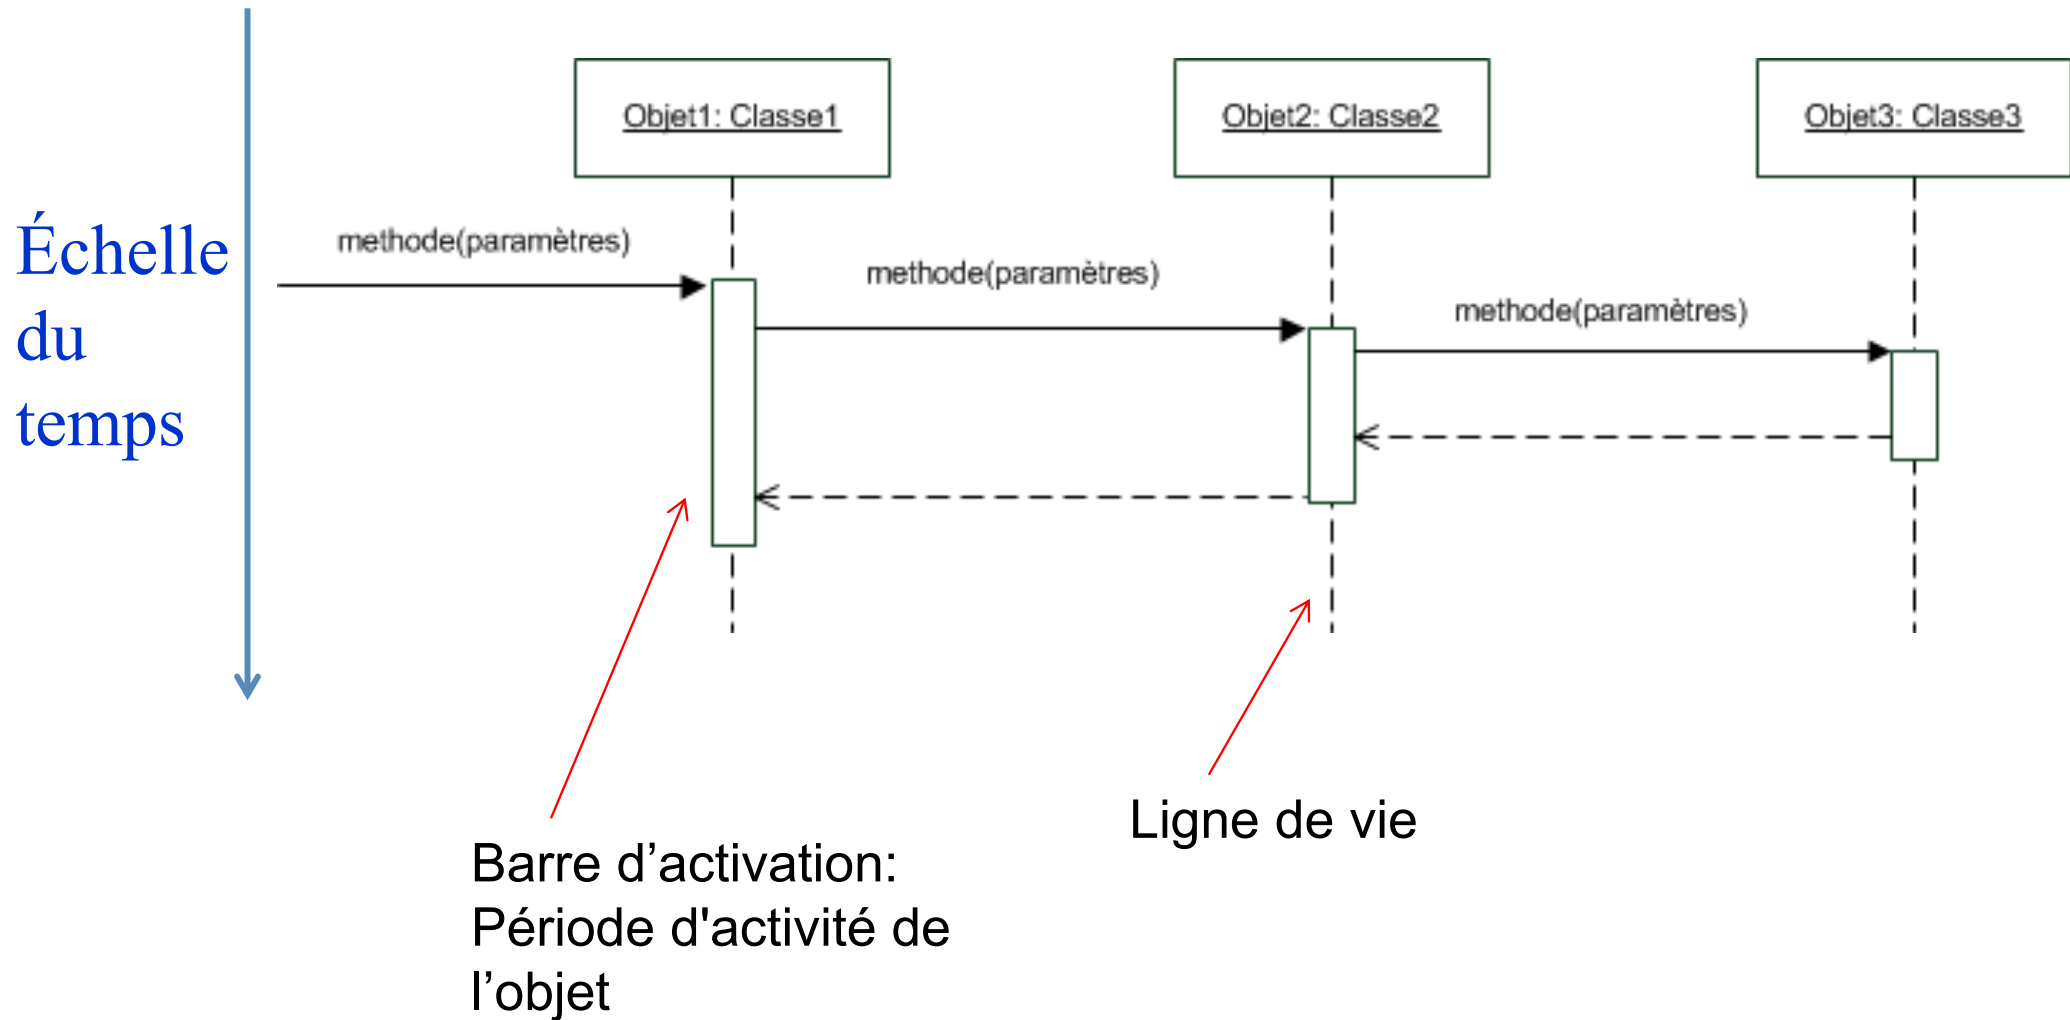 Objet1: Classe1
Objet2: Classe2
Objet3: Classe3
Échelle
du
temps
methode(paramètres)
methode(paramètres)
methode(paramètres)
Ligne de vie
Barre d’activation:
Période d'activité de
l’objet